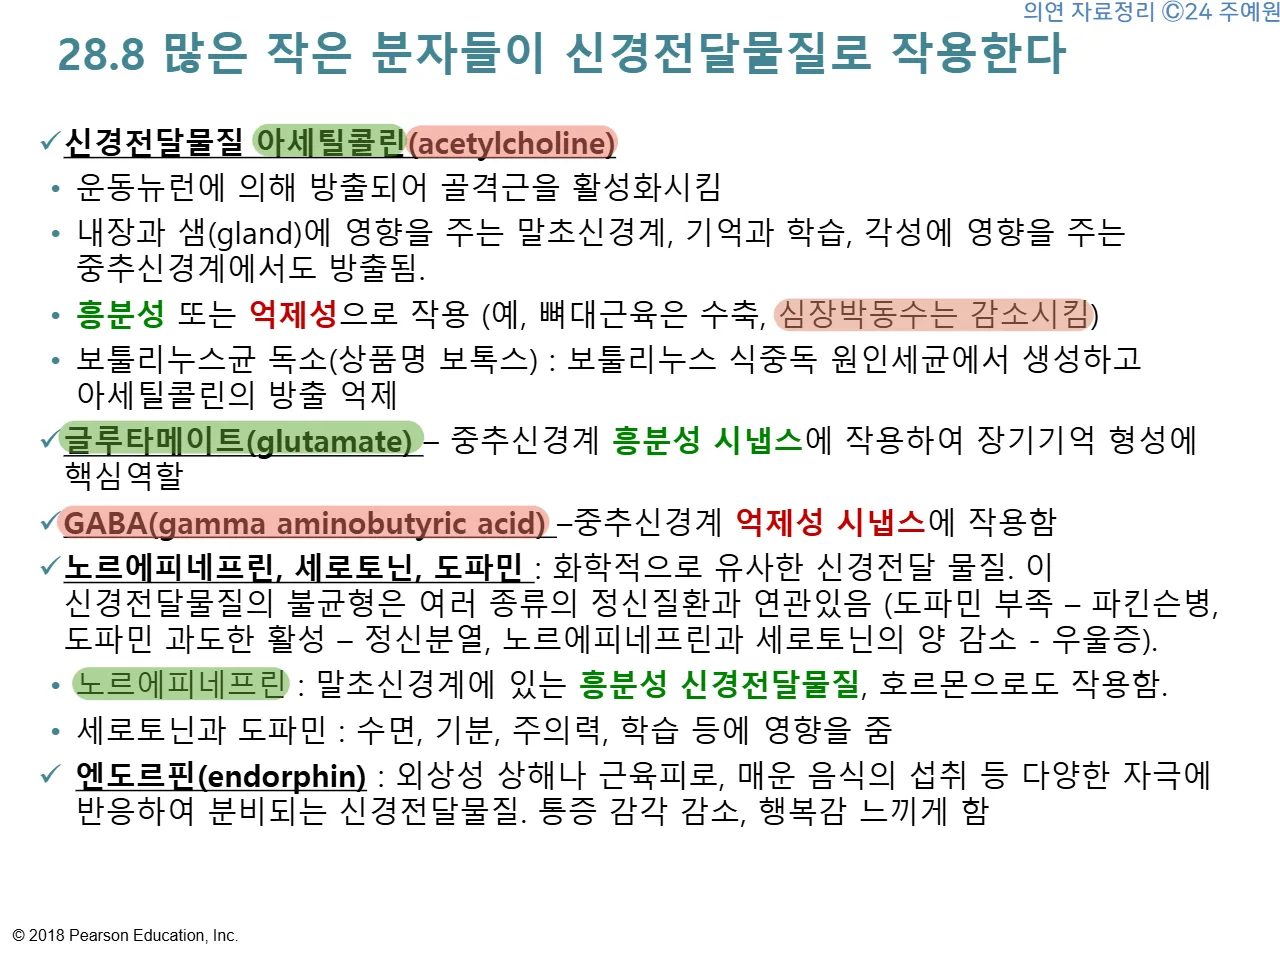 의연 자료정리 ©24 주예원
28.8 많은 작은 분자들이 신경전달물질로 작용한다
✓신경전달물질 아세틸콜린(acetylcholine)
• 운동뉴런에 의해 방출되어 골격근을 활성화시킴
• 내장과 샘(gland)에 영향을 주는 말초신경계, 기억과 학습, 각성에 영향을 주는
중추신경계에서도 방출됨.
• 흥분성 또는 억제성으로 작용 (예, 뼈대근육은 수축, 심장박동수는 감소시킴)
• 보툴리누스균 독소(상품명 보톡스) : 보툴리누스 식중독 원인세균에서 생성하고
아세틸콜린의 방출 억제
✓글루타메이트(glutamate) – 중추신경계 흥분성 시냅스에 작용하여 장기기억 형성에
핵심역할
✓GABA(gamma aminobutyric acid) –중추신경계 억제성 시냅스에 작용함
✓노르에피네프린, 세로토닌, 도파민 : 화학적으로 유사한 신경전달 물질. 이
신경전달물질의 불균형은 여러 종류의 정신질환과 연관있음 (도파민 부족 – 파킨슨병,
도파민 과도한 활성 – 정신분열, 노르에피네프린과 세로토닌의 양 감소 - 우울증).
• 노르에피네프린 : 말초신경계에 있는 흥분성 신경전달물질, 호르몬으로도 작용함.
• 세로토닌과 도파민 : 수면, 기분, 주의력, 학습 등에 영향을 줌
✓ 엔도르핀(endorphin) : 외상성 상해나 근육피로, 매운 음식의 섭취 등 다양한 자극에
반응하여 분비되는 신경전달물질. 통증 감각 감소, 행복감 느끼게 함
© 2018 Pearson Education, Inc.